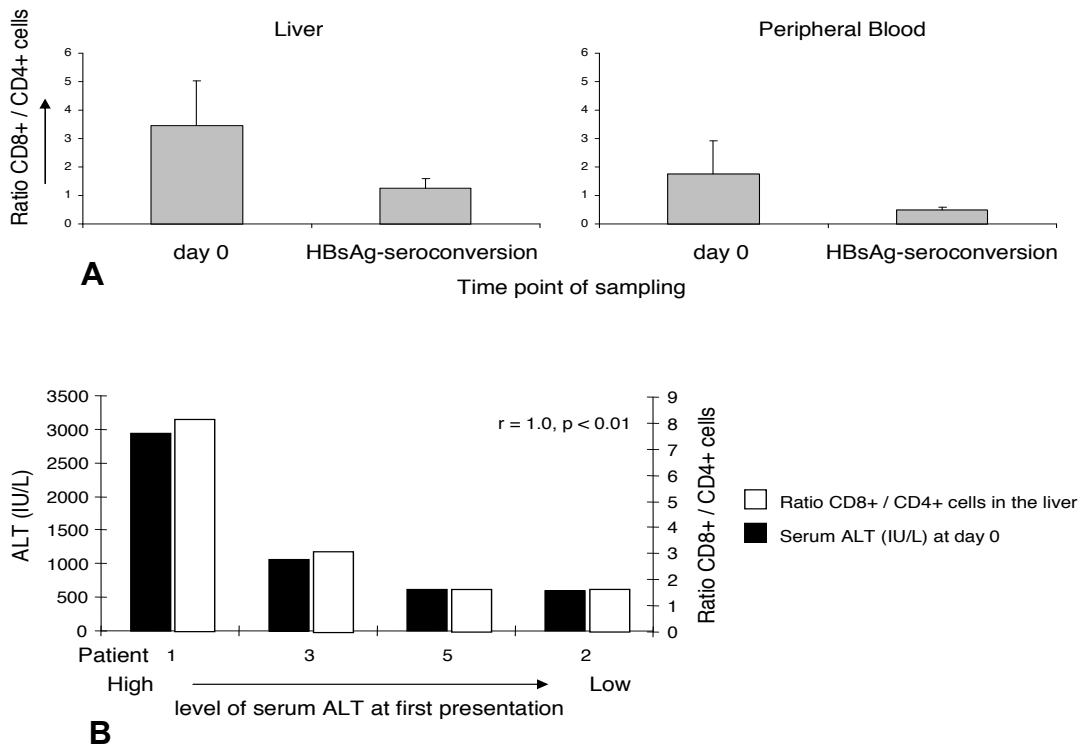 Liver
Peripheral Blood
Ratio CD8+ / CD4+ cells
6
5
4
3
2
1
0
6
5
4
3
2
1
0
day 0
HBsAg-seroconversion
day 0
HBsAg-seroconversion
A
Time point of sampling
ALT (IU/L)
3500
3000
2500
2000
1500
1000
500
0
r = 1.0, p < 0.01
9
8
7
6
5
4
3
2
1
0
Ratio CD8+ / CD4+ cells
Ratio CD8+ / CD4+ cells in the liver
Serum ALT (IU/L) at day 0
Patient 1 3 5 2
High Low
level of serum ALT at first presentation
B